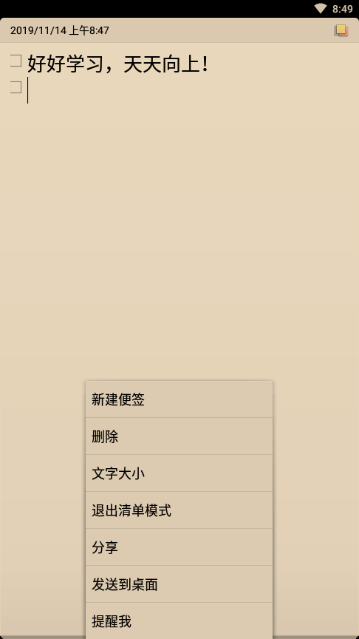 8:49
2019/11/14 上午8:47
好好学习，天天向上！
新建便签
删除
文字大小
退出清单模式
分享
发送到桌面
提醒我